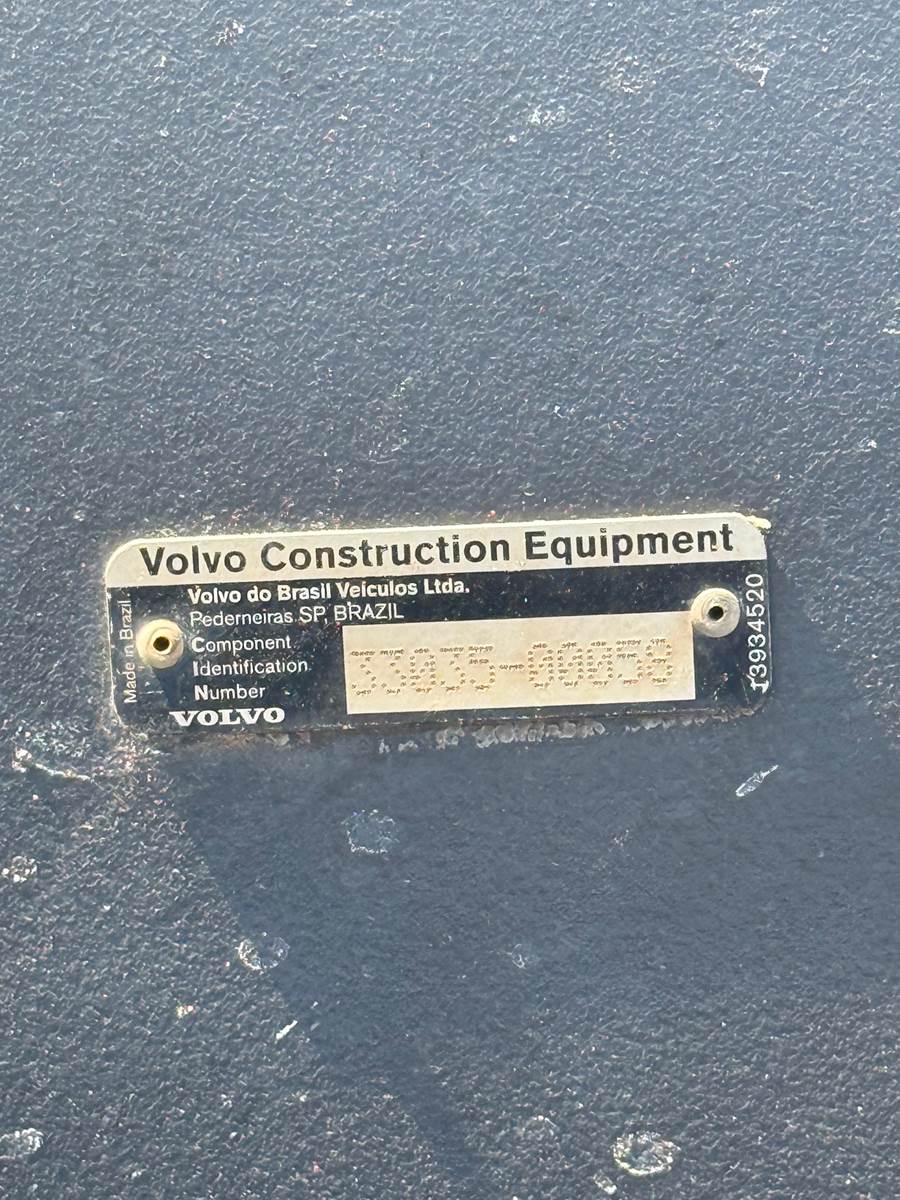 Volvo Construction Equipment
Volvo do Brasil Veículos Ltda.
Pederneiras SP, BRAZIL
Made in Brazil
Component
Identification
Number
VOLVO
13934520